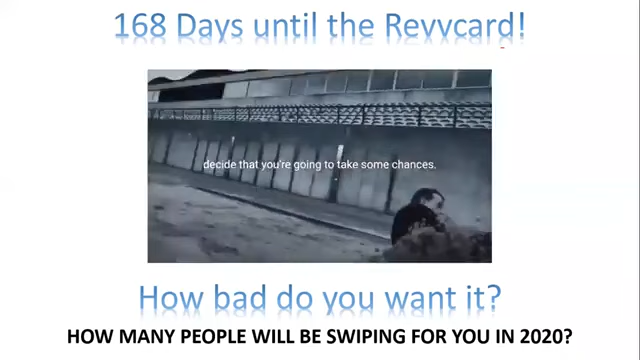 168 Days until the Revvcard!
decide that you're going to take some chances.
How bad do you want it?
HOW MANY PEOPLE WILL BE SWIPING FOR YOU IN 2020?